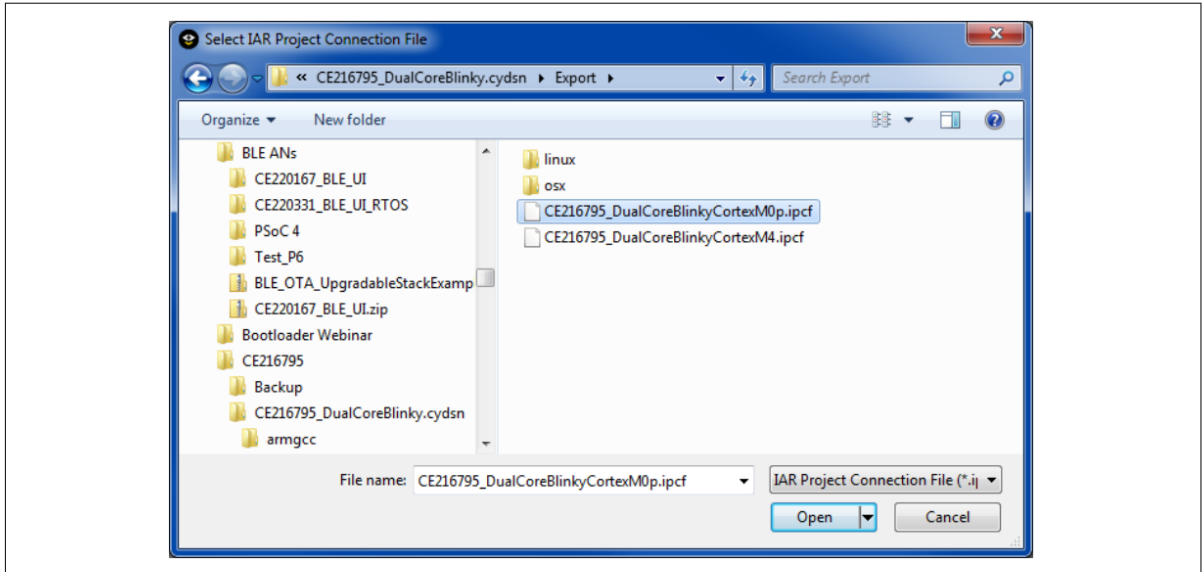 Select IAR Project Connection File
« CE216795_DualCoreBlinky.cydsn ▸ Export ▸
Search Export
Organize
New folder
BLE ANs
CE220167_BLE_UI
CE220331_BLE_UI_RTOS
PSoC 4
Test_P6
BLE_OTA_UpgradableStackExamp
CE220167_BLE_UI.zip
Bootloader Webinar
CE216795
Backup
CE216795_DualCoreBlinky.cydsn
armgcc
linux
osx
CE216795_DualCoreBlinkyCortexM0p.ipcf
CE216795_DualCoreBlinkyCortexM4.ipcf
File name: CE216795_DualCoreBlinkyCortexM0p.ipcf
IAR Project Connection File (*.ip
Open
Cancel